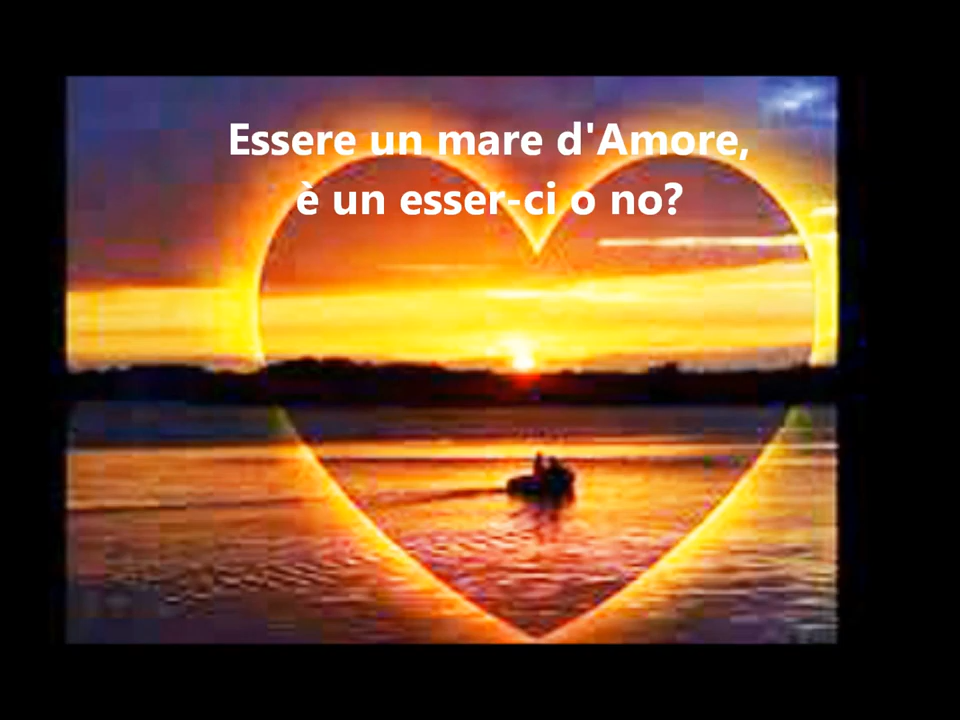 Essere un mare d'Amore,
è un esser-ci o no?